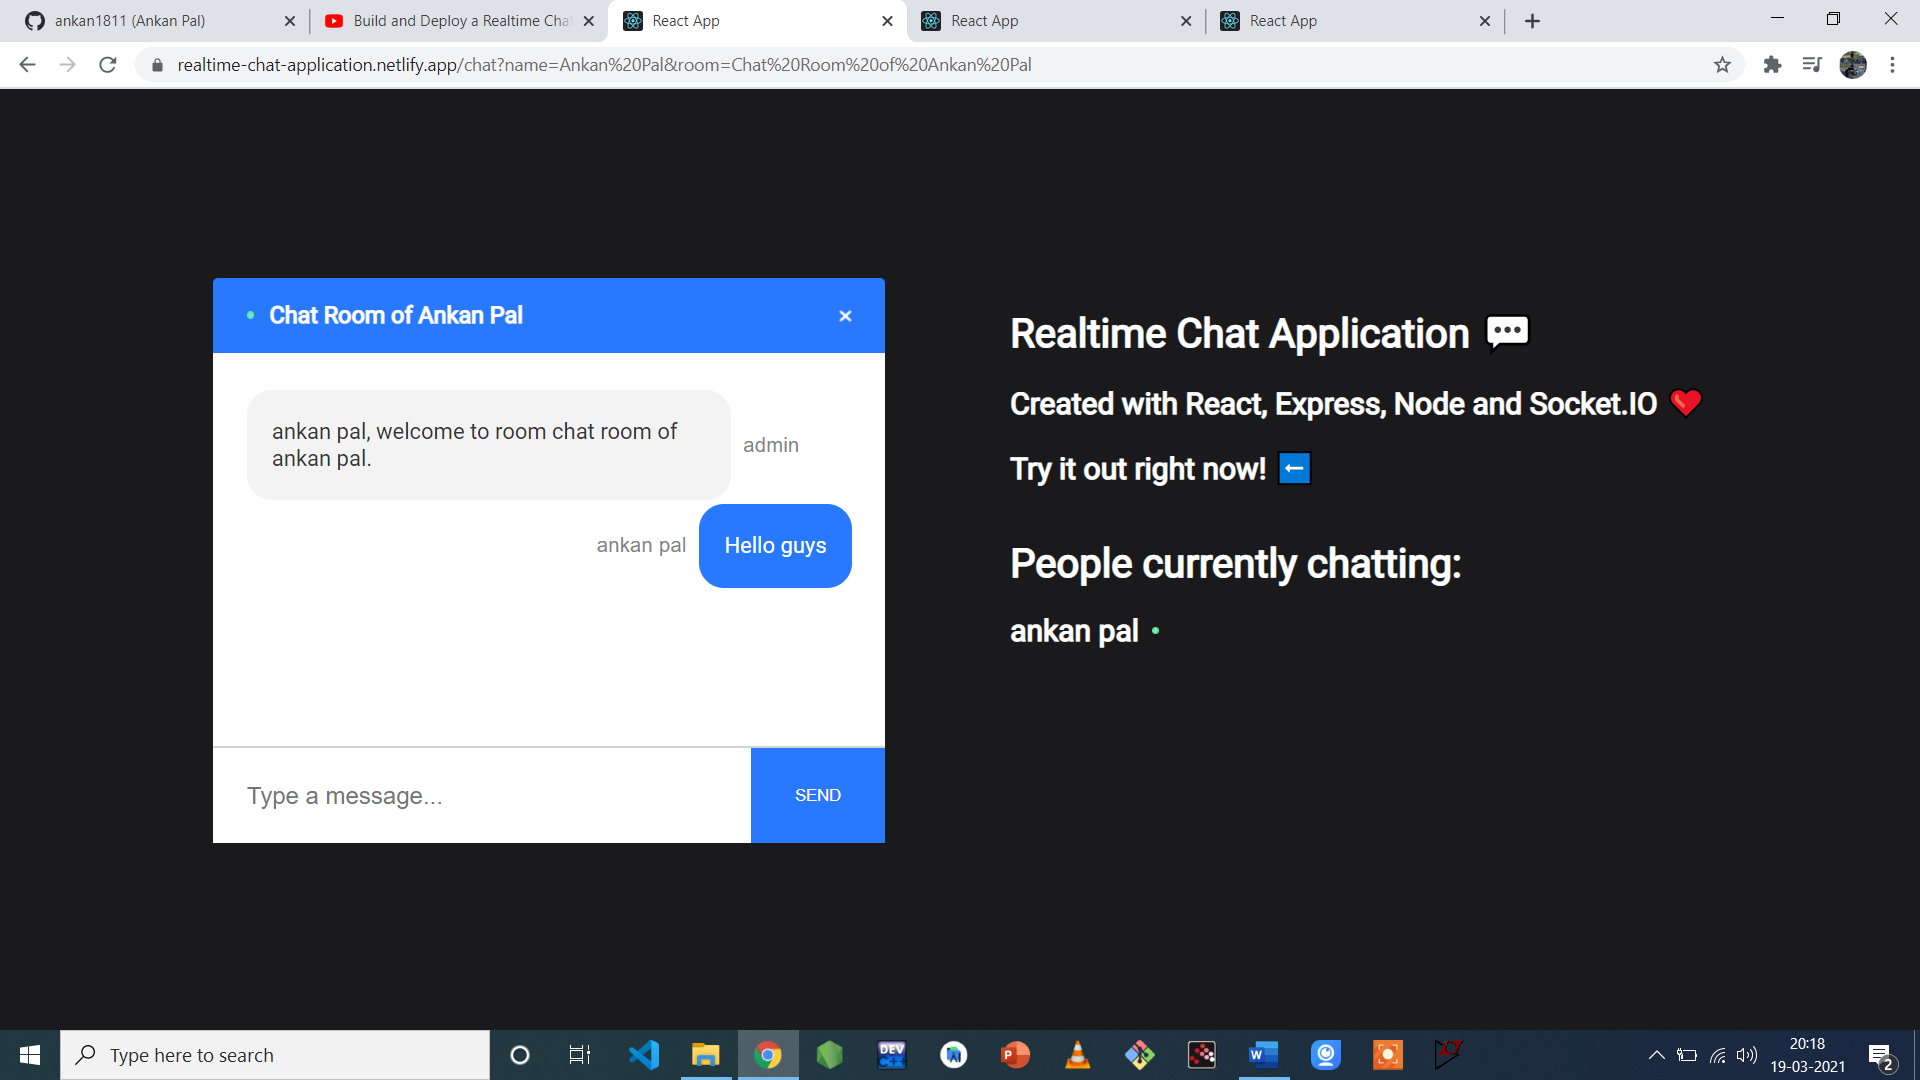 ankan1811 (Ankan Pal)
Build and Deploy a Realtime Cha
React App
React App
React App
realtime-chat-application.netlify.app/chat?name=Ankan%20Pal&room=Chat%20Room%20of%20Ankan%20Pal
Chat Room of Ankan Pal
ankan pal, welcome to room chat room of
ankan pal.
admin
ankan pal
Hello guys
Type a message...
SEND
Realtime Chat Application 💬
Created with React, Express, Node and Socket.IO ❤️
Try it out right now! ⬅️
People currently chatting:
ankan pal
Type here to search
DEV
C++
P
W
20:18
19-03-2021
2